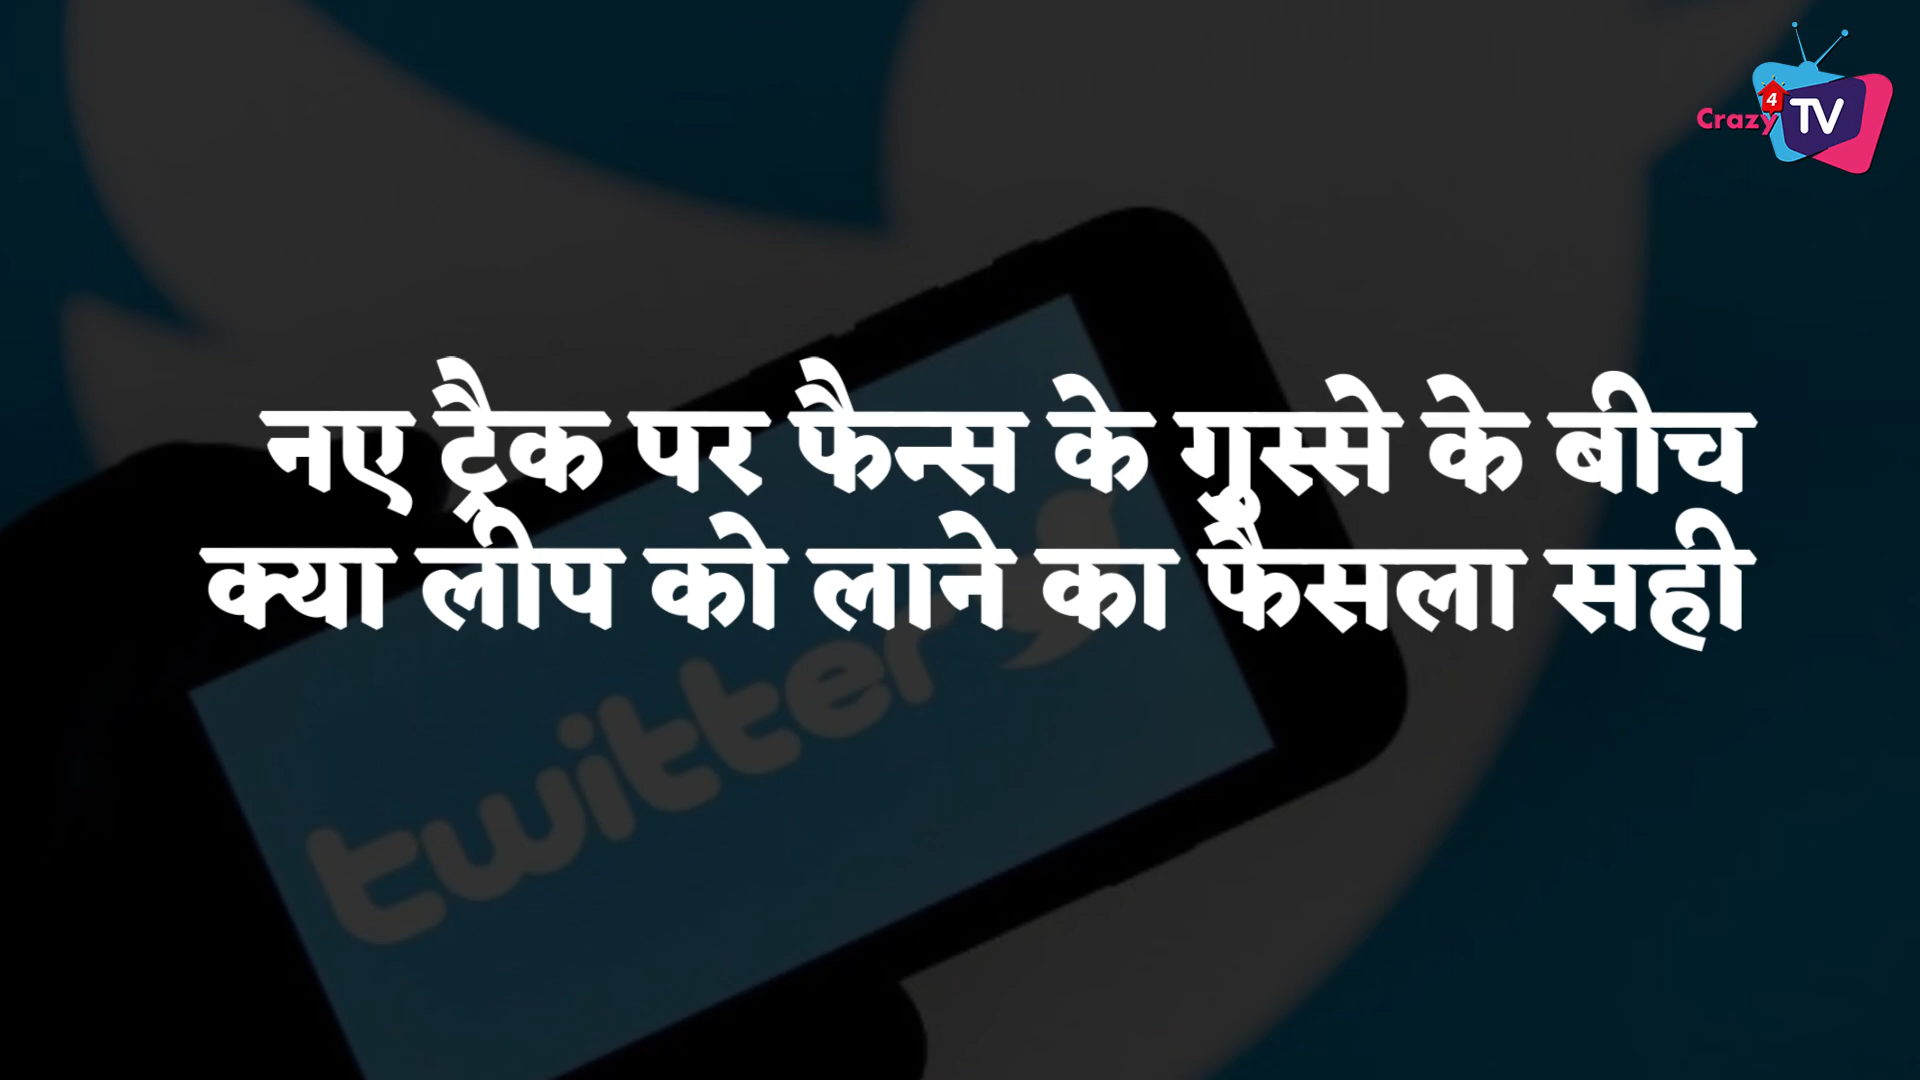 Crazy 4 TV
नए ट्रैक पर फैन्स के गुस्से के बीच
क्या लीप को लाने का फैसला सही
twitter